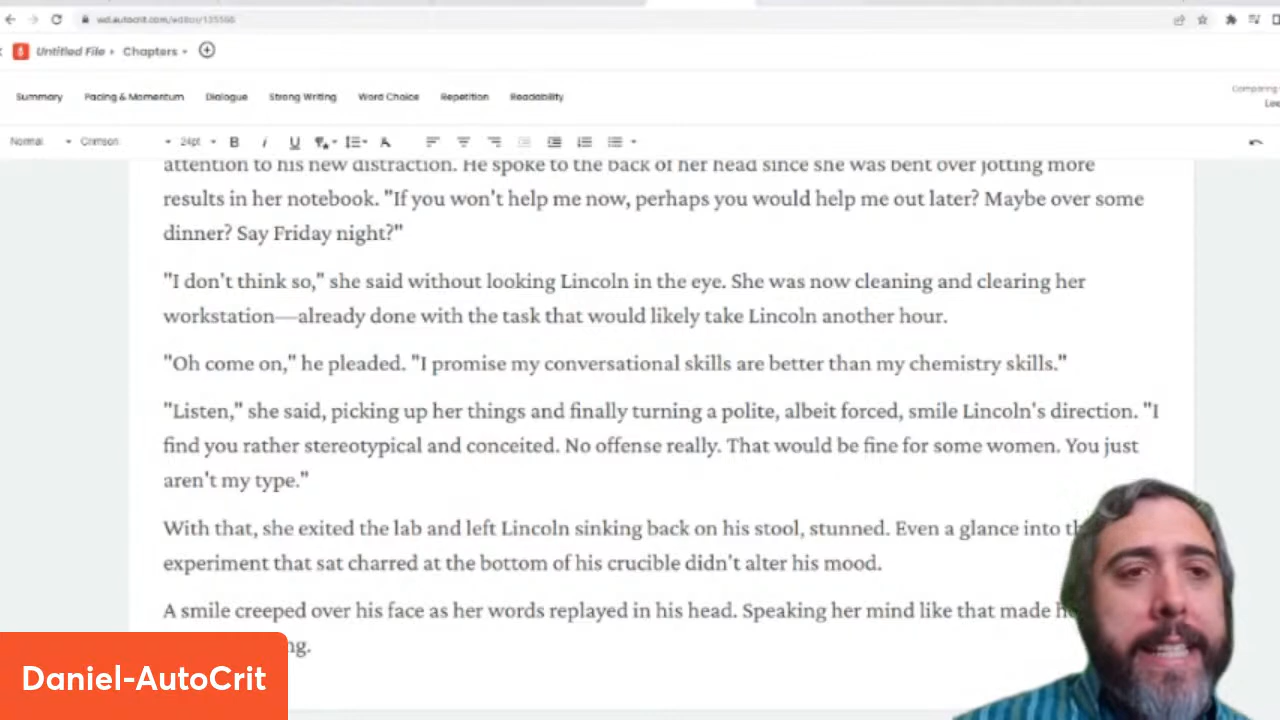 wd.autocrit.com/editor/135566
Untitled File Chapters
Summary Pacing & Momentum Dialogue Strong Writing Word Choice Repetition Readability
Comparing
Normal Crimson 24pt B i U A
attention to his new distraction. He spoke to the back of her head since she was bent over jotting more
results in her notebook. "If you won't help me now, perhaps you would help me out later? Maybe over some
dinner? Say Friday night?"
"I don't think so," she said without looking Lincoln in the eye. She was now cleaning and clearing her
workstation—already done with the task that would likely take Lincoln another hour.
"Oh come on," he pleaded. "I promise my conversational skills are better than my chemistry skills."
"Listen," she said, picking up her things and finally turning a polite, albeit forced, smile Lincoln's direction. "I
find you rather stereotypical and conceited. No offense really. That would be fine for some women. You just
aren't my type."
With that, she exited the lab and left Lincoln sinking back on his stool, stunned. Even a glance into
experiment that sat charred at the bottom of his crucible didn't alter his mood.
A smile creeped over his face as her words replayed in his head. Speaking her mind like that made
ng.
Daniel-AutoCrit